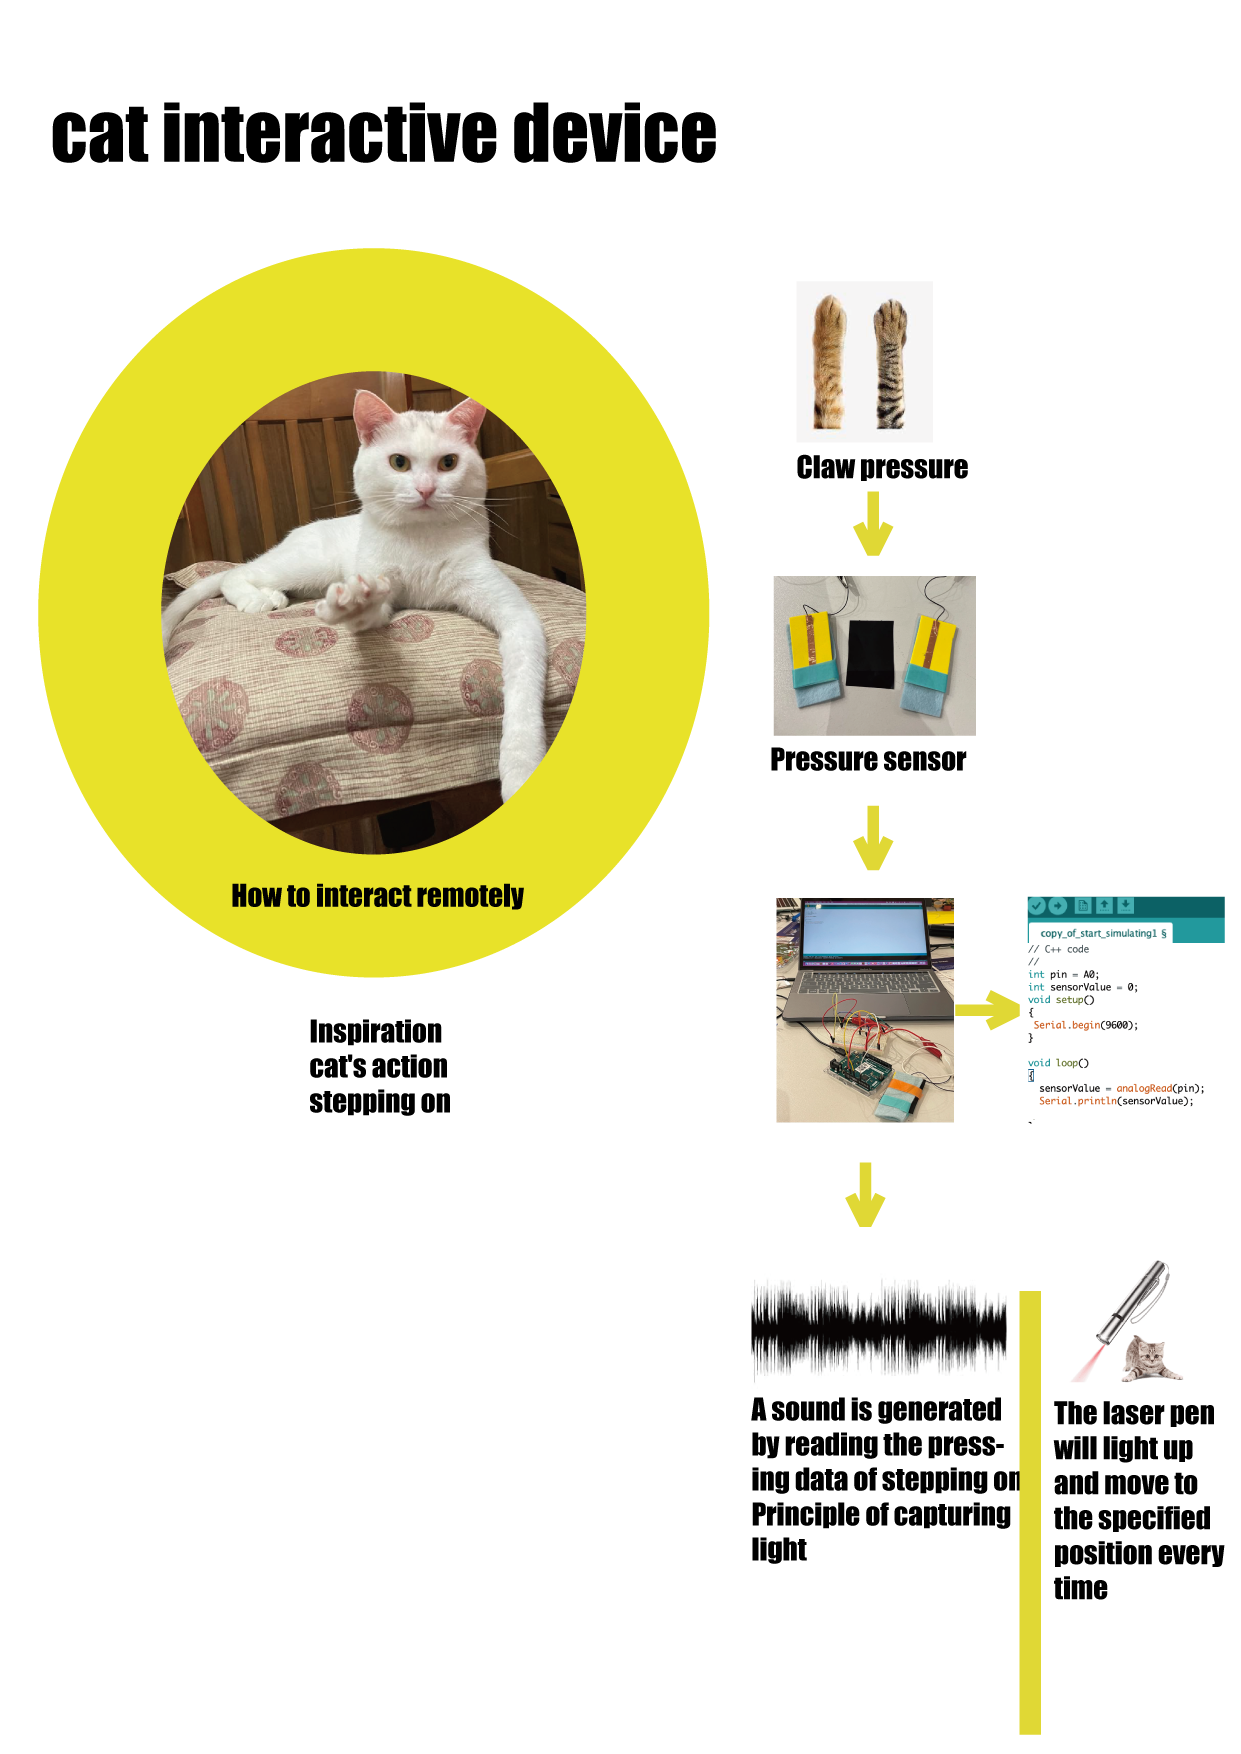 cat interactive device
How to interact remotely
Inspiration
cat's action
stepping on
Claw pressure
Pressure sensor
copy_of_start_simulating1 §
// C++ code
//
int pin = A0;
int sensorValue = 0;
void setup()
{
Serial.begin(9600);
}
void loop()
{
sensorValue = analogRead(pin);
Serial.println(sensorValue);
}
A sound is generated
by reading the press-
ing data of stepping on
Principle of capturing
light
The laser pen
will light up
and move to
the specified
position every
time